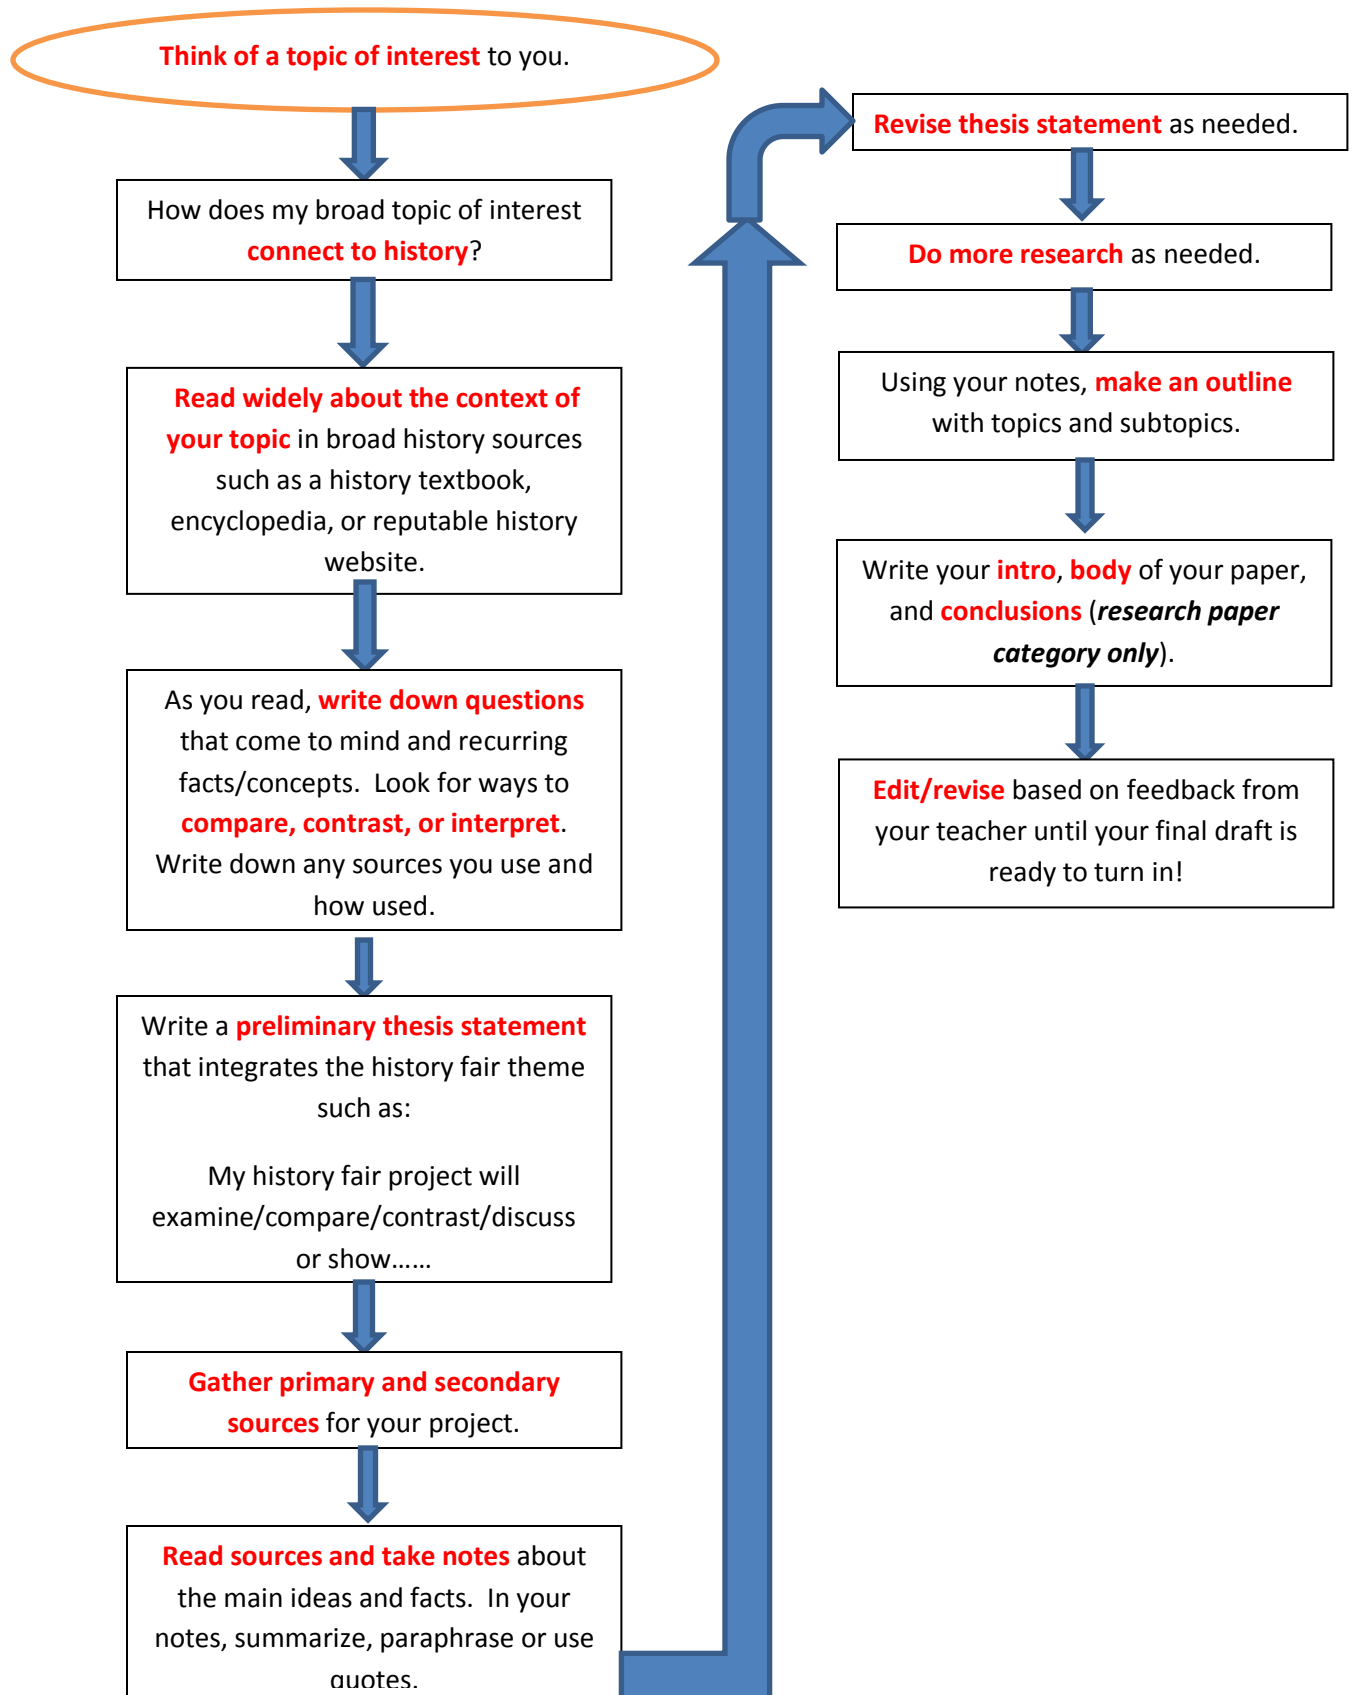 Think of a topic of interest to you.
How does my broad topic of interest
connect to history?
Read widely about the context of
your topic in broad history sources
such as a history textbook,
encyclopedia, or reputable history
website.
As you read, write down questions
that come to mind and recurring
facts/concepts.  Look for ways to
compare, contrast, or interpret.
Write down any sources you use and
how used.
Write a preliminary thesis statement
that integrates the history fair theme
such as:
My history fair project will
examine/compare/contrast/discuss
or show……
Gather primary and secondary
sources for your project.
Read sources and take notes about
the main ideas and facts.  In your
notes, summarize, paraphrase or use
quotes.
Revise thesis statement as needed.
Do more research as needed.
Using your notes, make an outline
with topics and subtopics.
Write your intro, body of your paper,
and conclusions (research paper
category only).
Edit/revise based on feedback from
your teacher until your final draft is
ready to turn in!